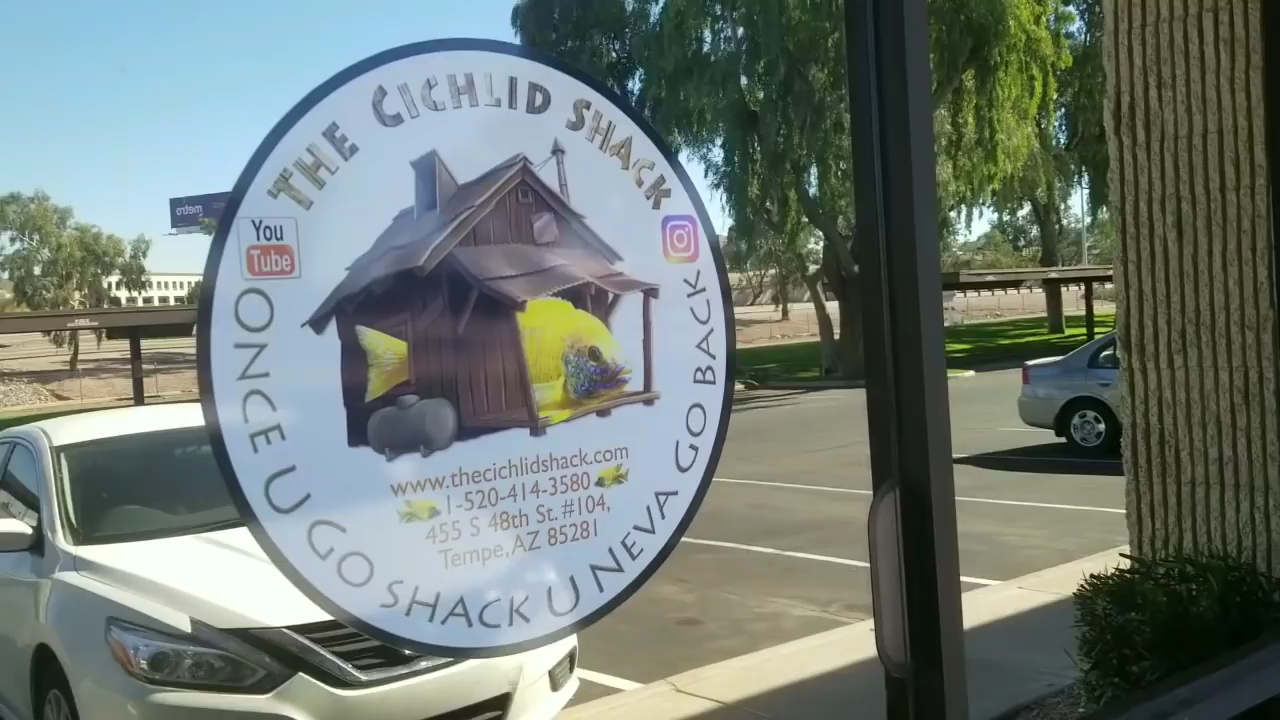 THE CICHLID SHACK
You
Tube
ONCE U GO SHACK U NEVA GO BACK
www.thecichlidshack.com
1-520-414-3580
455 S 48th St. #104,
Tempe, AZ 85281
metro